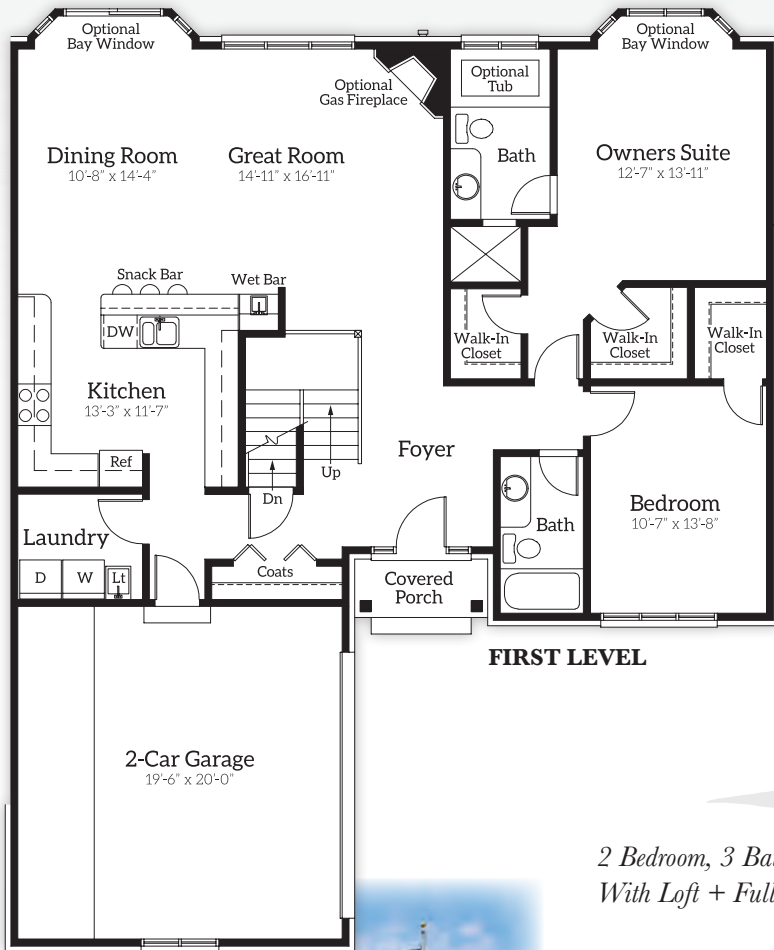 Optional
Bay Window
Optional
Bay Window
Optional
Gas Fireplace
Optional
Tub
Dining Room
10'-8" x 14'-4"
Great Room
14'-11" x 16'-11"
Bath
Owners Suite
12'-7" x 13'-11"
Snack Bar
Wet Bar
DW
Walk-In
Closet
Walk-In
Closet
Walk-In
Closet
Kitchen
13'-3" x 11'-7"
Ref
Up
Dn
Foyer
Bedroom
10'-7" x 13'-8"
Laundry
D
W
Lt
Bath
Coats
Covered
Porch
FIRST LEVEL
2-Car Garage
19'-6" x 20'-0"
2 Bedroom, 3 Ba
With Loft + Full